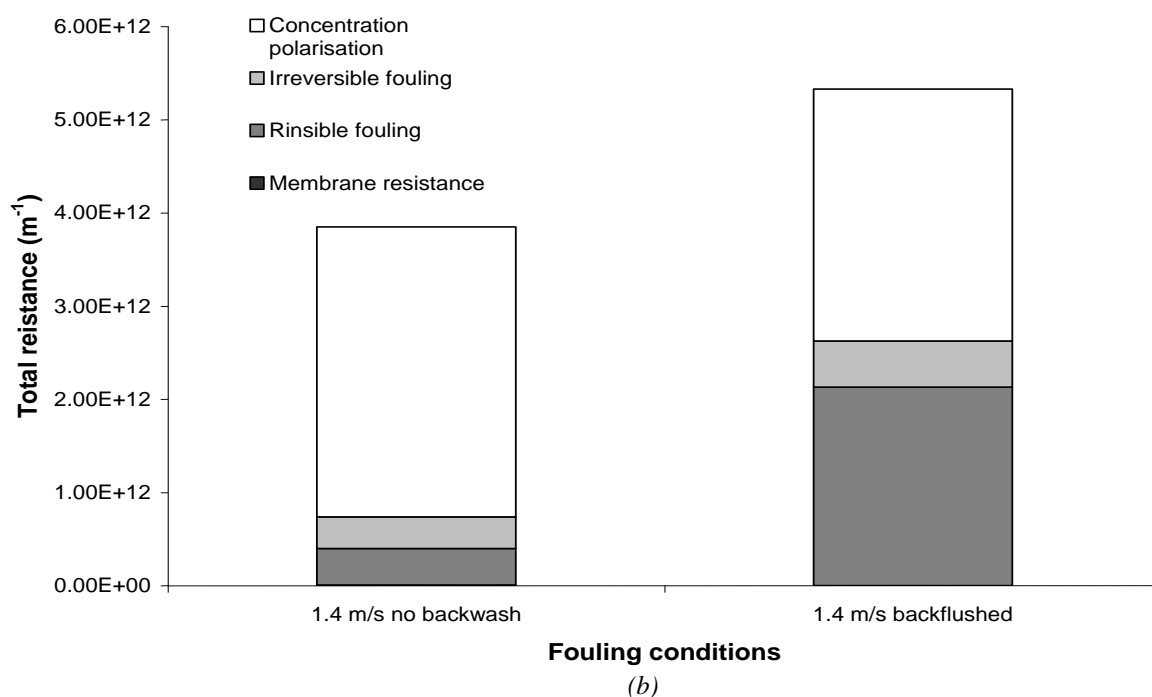 6.00E+12
5.00E+12
4.00E+12
3.00E+12
2.00E+12
1.00E+12
0.00E+00
Total reistance (m-1)
Concentration
polarisation
Irreversible fouling
Rinsible fouling
Membrane resistance
1.4 m/s no backwash
1.4 m/s backflushed
Fouling conditions
(b)